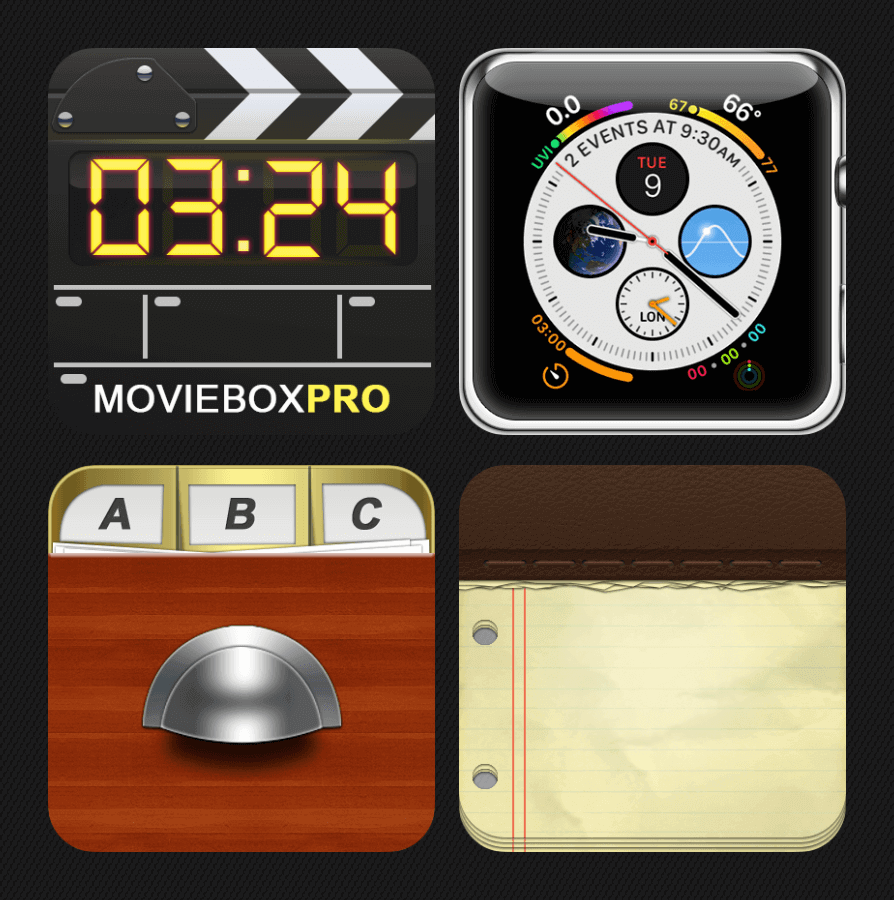 03:24
MOVIEBOXPRO
0.0
UVI
67
66°
77
2 EVENTS AT 9:30AM
TUE
9
LON
03:00
00 • 00 • 00
A
B
C